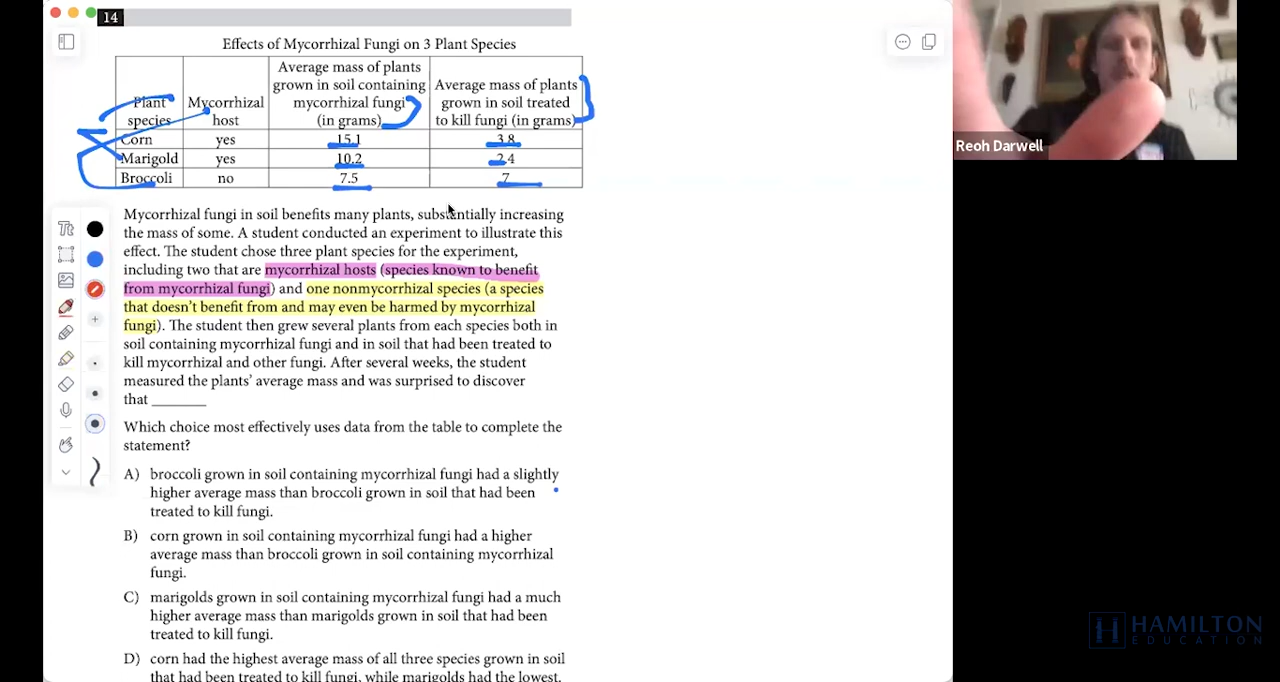 14
Effects of Mycorrhizal Fungi on 3 Plant Species
Plant species
Mycorrhizal host
Average mass of plants grown in soil containing mycorrhizal fungi (in grams)
Average mass of plants grown in soil treated to kill fungi (in grams)
Corn yes 15.1 3.8
Marigold yes 10.2 2.4
Broccoli no 7.5 7
Reoh Darwell
Mycorrhizal fungi in soil benefits many plants, substantially increasing
the mass of some. A student conducted an experiment to illustrate this
effect. The student chose three plant species for the experiment,
including two that are mycorrhizal hosts (species known to benefit
from mycorrhizal fungi) and one nonmycorrhizal species (a species
that doesn't benefit from and may even be harmed by mycorrhizal
fungi). The student then grew several plants from each species both in
soil containing mycorrhizal fungi and in soil that had been treated to
kill mycorrhizal and other fungi. After several weeks, the student
measured the plants' average mass and was surprised to discover
that ______
Which choice most effectively uses data from the table to complete the
statement?
A) broccoli grown in soil containing mycorrhizal fungi had a slightly
higher average mass than broccoli grown in soil that had been
treated to kill fungi.
B) corn grown in soil containing mycorrhizal fungi had a higher
average mass than broccoli grown in soil containing mycorrhizal
fungi.
C) marigolds grown in soil containing mycorrhizal fungi had a much
higher average mass than marigolds grown in soil that had been
treated to kill fungi.
D) corn had the highest average mass of all three species grown in soil
that had been treated to kill fungi, while marigolds had the lowest.
Tt
HAMILTON
EDUCATION